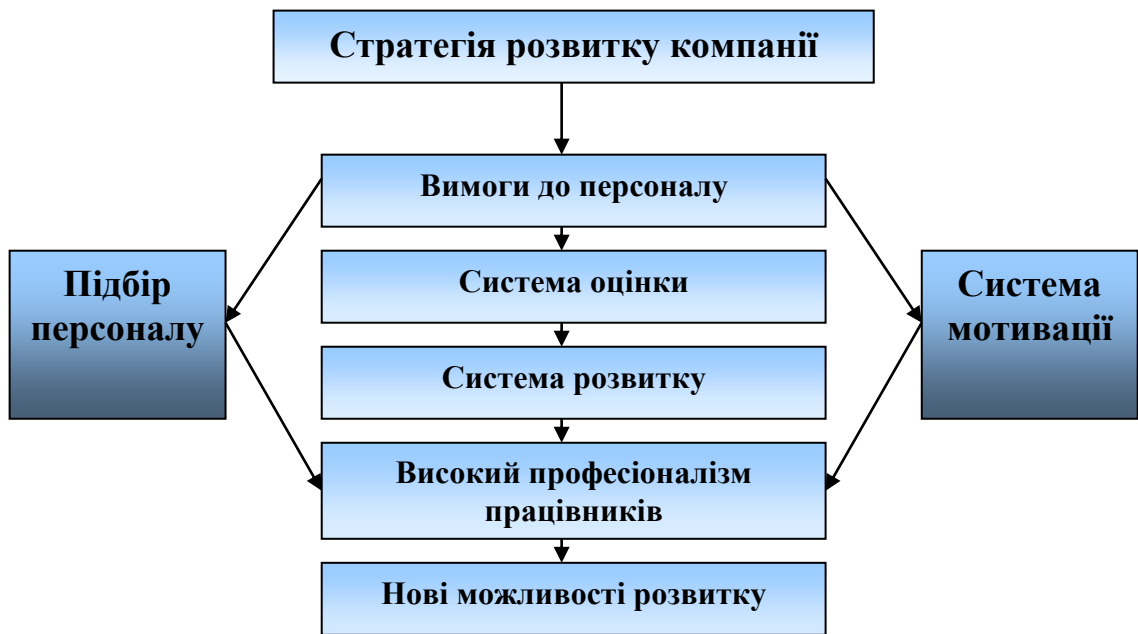 Стратегія розвитку компанії
Вимоги до персоналу
Підбір
персоналу
Система оцінки
Система
мотивації
Система розвитку
Високий професіоналізм
працівників
Нові можливості розвитку